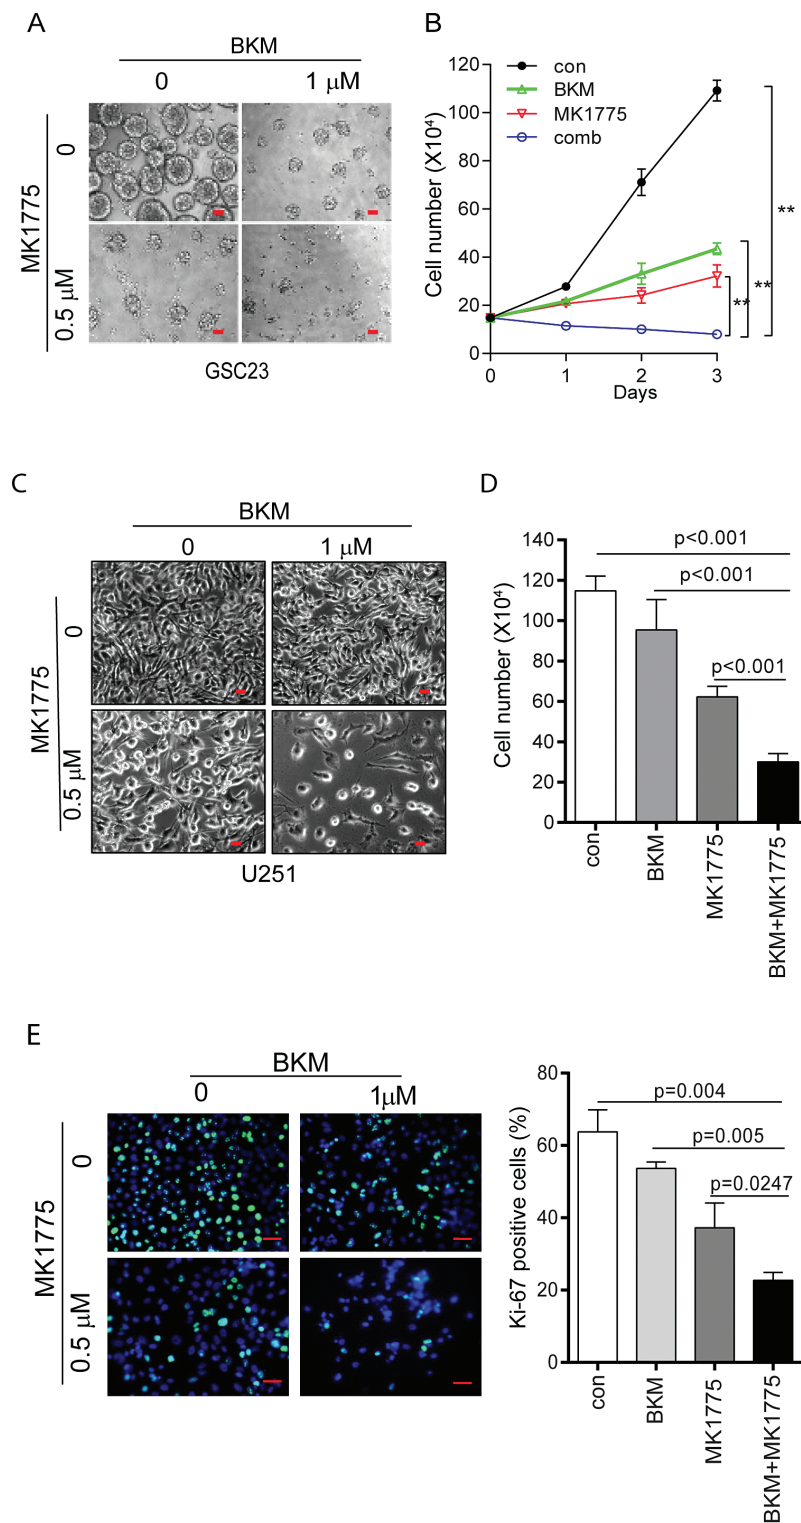 A
BKM
0
1 μM
MK1775
0
0.5 μM
GSC23
B
Cell number (X10⁴)
120
100
80
60
40
20
0
con
BKM
MK1775
comb
**
**
**
0
1
2
3
Days
C
BKM
0
1 μM
MK1775
0
0.5 μM
U251
D
Cell number (X10⁴)
140
120
100
80
60
40
20
0
p<0.001
p<0.001
p<0.001
con
BKM
MK1775
BKM+MK1775
E
BKM
0
1μM
MK1775
0
0.5 μM
Ki-67 positive cells (%)
80
60
40
20
0
p=0.004
p=0.005
p=0.0247
con
BKM
MK1775
BKM+MK1775